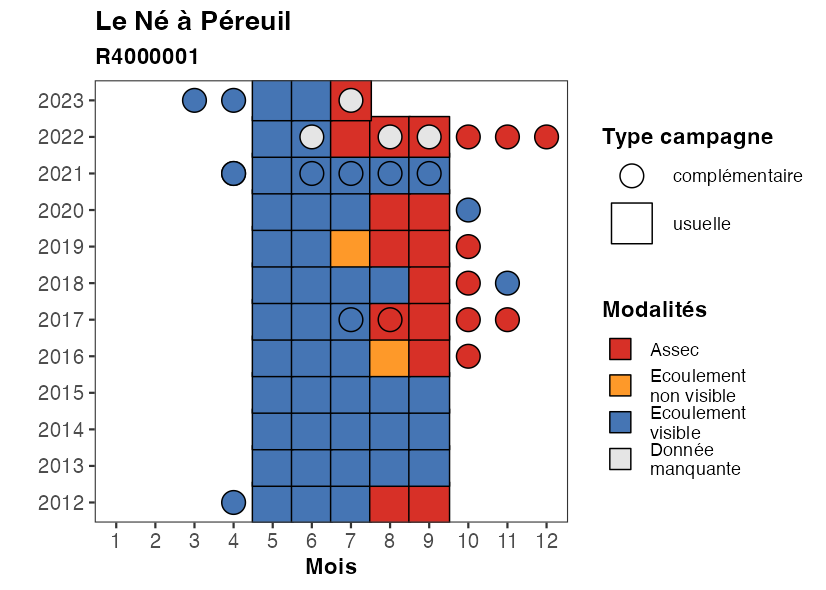 Le Né à Péreuil
R4000001
2023
2022
2021
2020
2019
2018
2017
2016
2015
2014
2013
2012
1 2 3 4 5 6 7 8 9 10 11 12
Mois
Type campagne
complémentaire
usuelle
Modalités
Assec
Ecoulement
non visible
Ecoulement
visible
Donnée
manquante